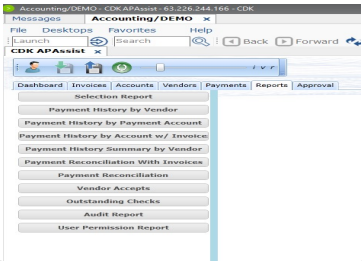 Accounting/DEMO - CDK APAssist - 63.226.244.166 - CDK
Messages Accounting/DEMO x
File Desktops Favorites Help
Launch Search Back Forward
CDK APAssist x
i v r
Dashboard Invoices Accounts Vendors Payments Reports Approval
Selection Report
Payment History by Vendor
Payment History by Payment Account
Payment History by Account w/ Invoice
Payment History Summary by Vendor
Payment Reconciliation With Invoices
Payment Reconciliation
Vendor Accepts
Outstanding Checks
Audit Report
User Permission Report